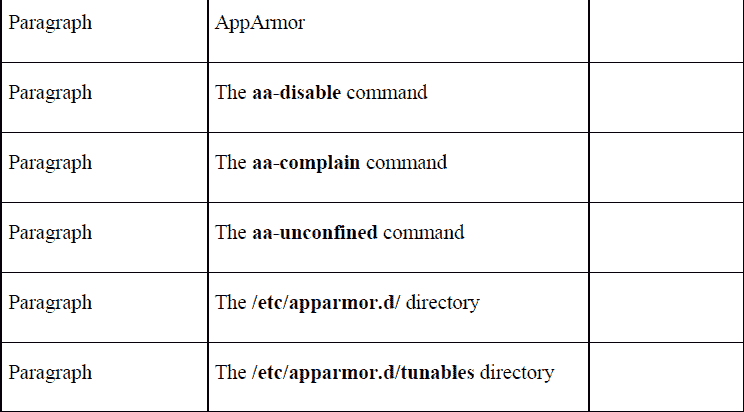 Paragraph AppArmor
Paragraph The aa-disable command
Paragraph The aa-complain command
Paragraph The aa-unconfined command
Paragraph The /etc/apparmor.d/ directory
Paragraph The /etc/apparmor.d/tunables directory